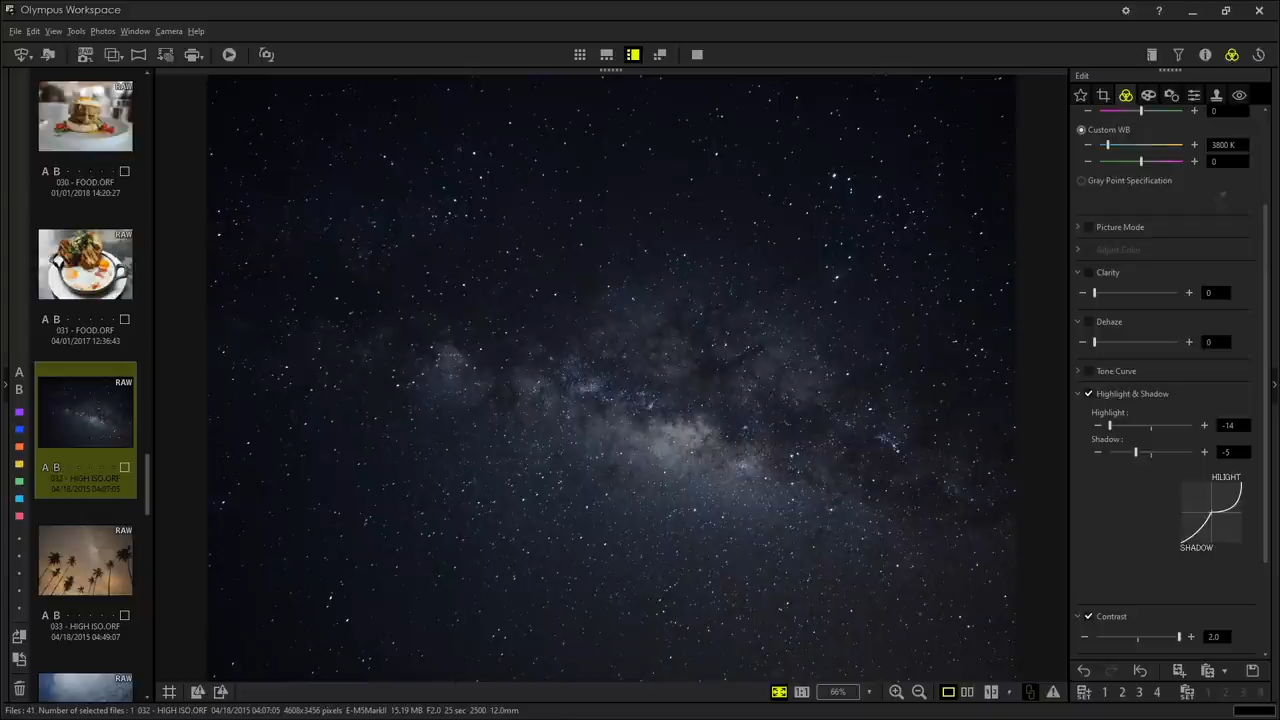 Olympus Workspace
File Edit View Tools Photos Window Camera Help
RAW
A B
030 - FOOD.ORF
01/01/2018 14:20:27
RAW
A B
031 - FOOD.ORF
04/01/2017 12:36:43
A
B
RAW
A B
032 - HIGH ISO.ORF
04/18/2015 04:07:05
RAW
A B
033 - HIGH ISO.ORF
04/18/2015 04:49:07
RAW
Edit
0
Custom WB
3800 K
0
Gray Point Specification
Picture Mode
Adjust Color
Clarity
0
Dehaze
0
Tone Curve
Highlight & Shadow
Highlight :
-14
Shadow :
-5
HILIGHT
SHADOW
Contrast
2.0
1:1
66%
1 2 3 4
Files : 41 Number of selected files : 1 032 - HIGH ISO.ORF 04/18/2015 04:07:05 4608x3456 pixels E-M5MarkII 15.19 MB F2.0 25 sec 2500 12.0mm